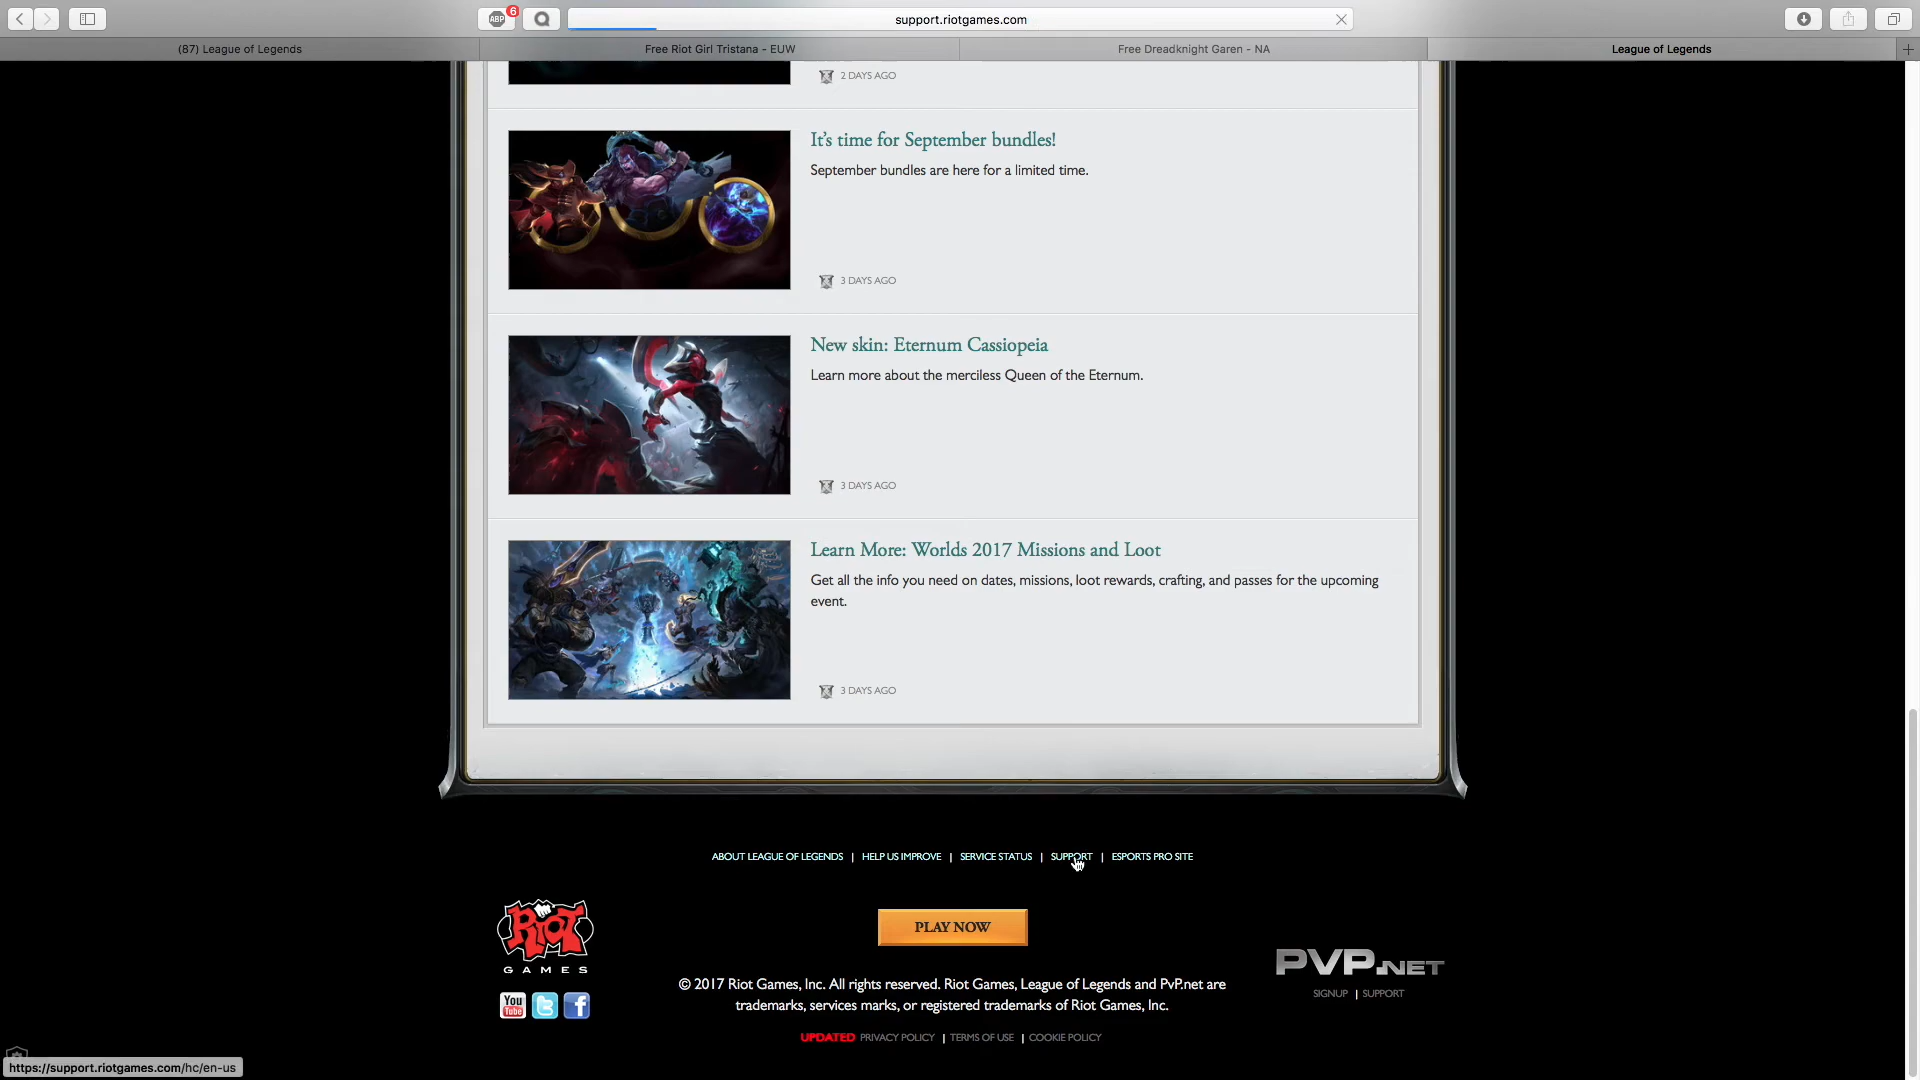 ABP
6
support.riotgames.com
(87) League of Legends
Free Riot Girl Tristana - EUW
Free Dreadknight Garen - NA
League of Legends
2 DAYS AGO
It's time for September bundles!
September bundles are here for a limited time.
3 DAYS AGO
New skin: Eternum Cassiopeia
Learn more about the merciless Queen of the Eternum.
3 DAYS AGO
Learn More: Worlds 2017 Missions and Loot
Get all the info you need on dates, missions, loot rewards, crafting, and passes for the upcoming
event.
3 DAYS AGO
ABOUT LEAGUE OF LEGENDS | HELP US IMPROVE | SERVICE STATUS | SUPPORT | ESPORTS PRO SITE
RIOT
GAMES
PLAY NOW
PVP.NET
SIGNUP | SUPPORT
© 2017 Riot Games, Inc. All rights reserved. Riot Games, League of Legends and PvP.net are
trademarks, services marks, or registered trademarks of Riot Games, Inc.
You
Tube
UPDATED PRIVACY POLICY | TERMS OF USE | COOKIE POLICY
https://support.riotgames.com/hc/en-us